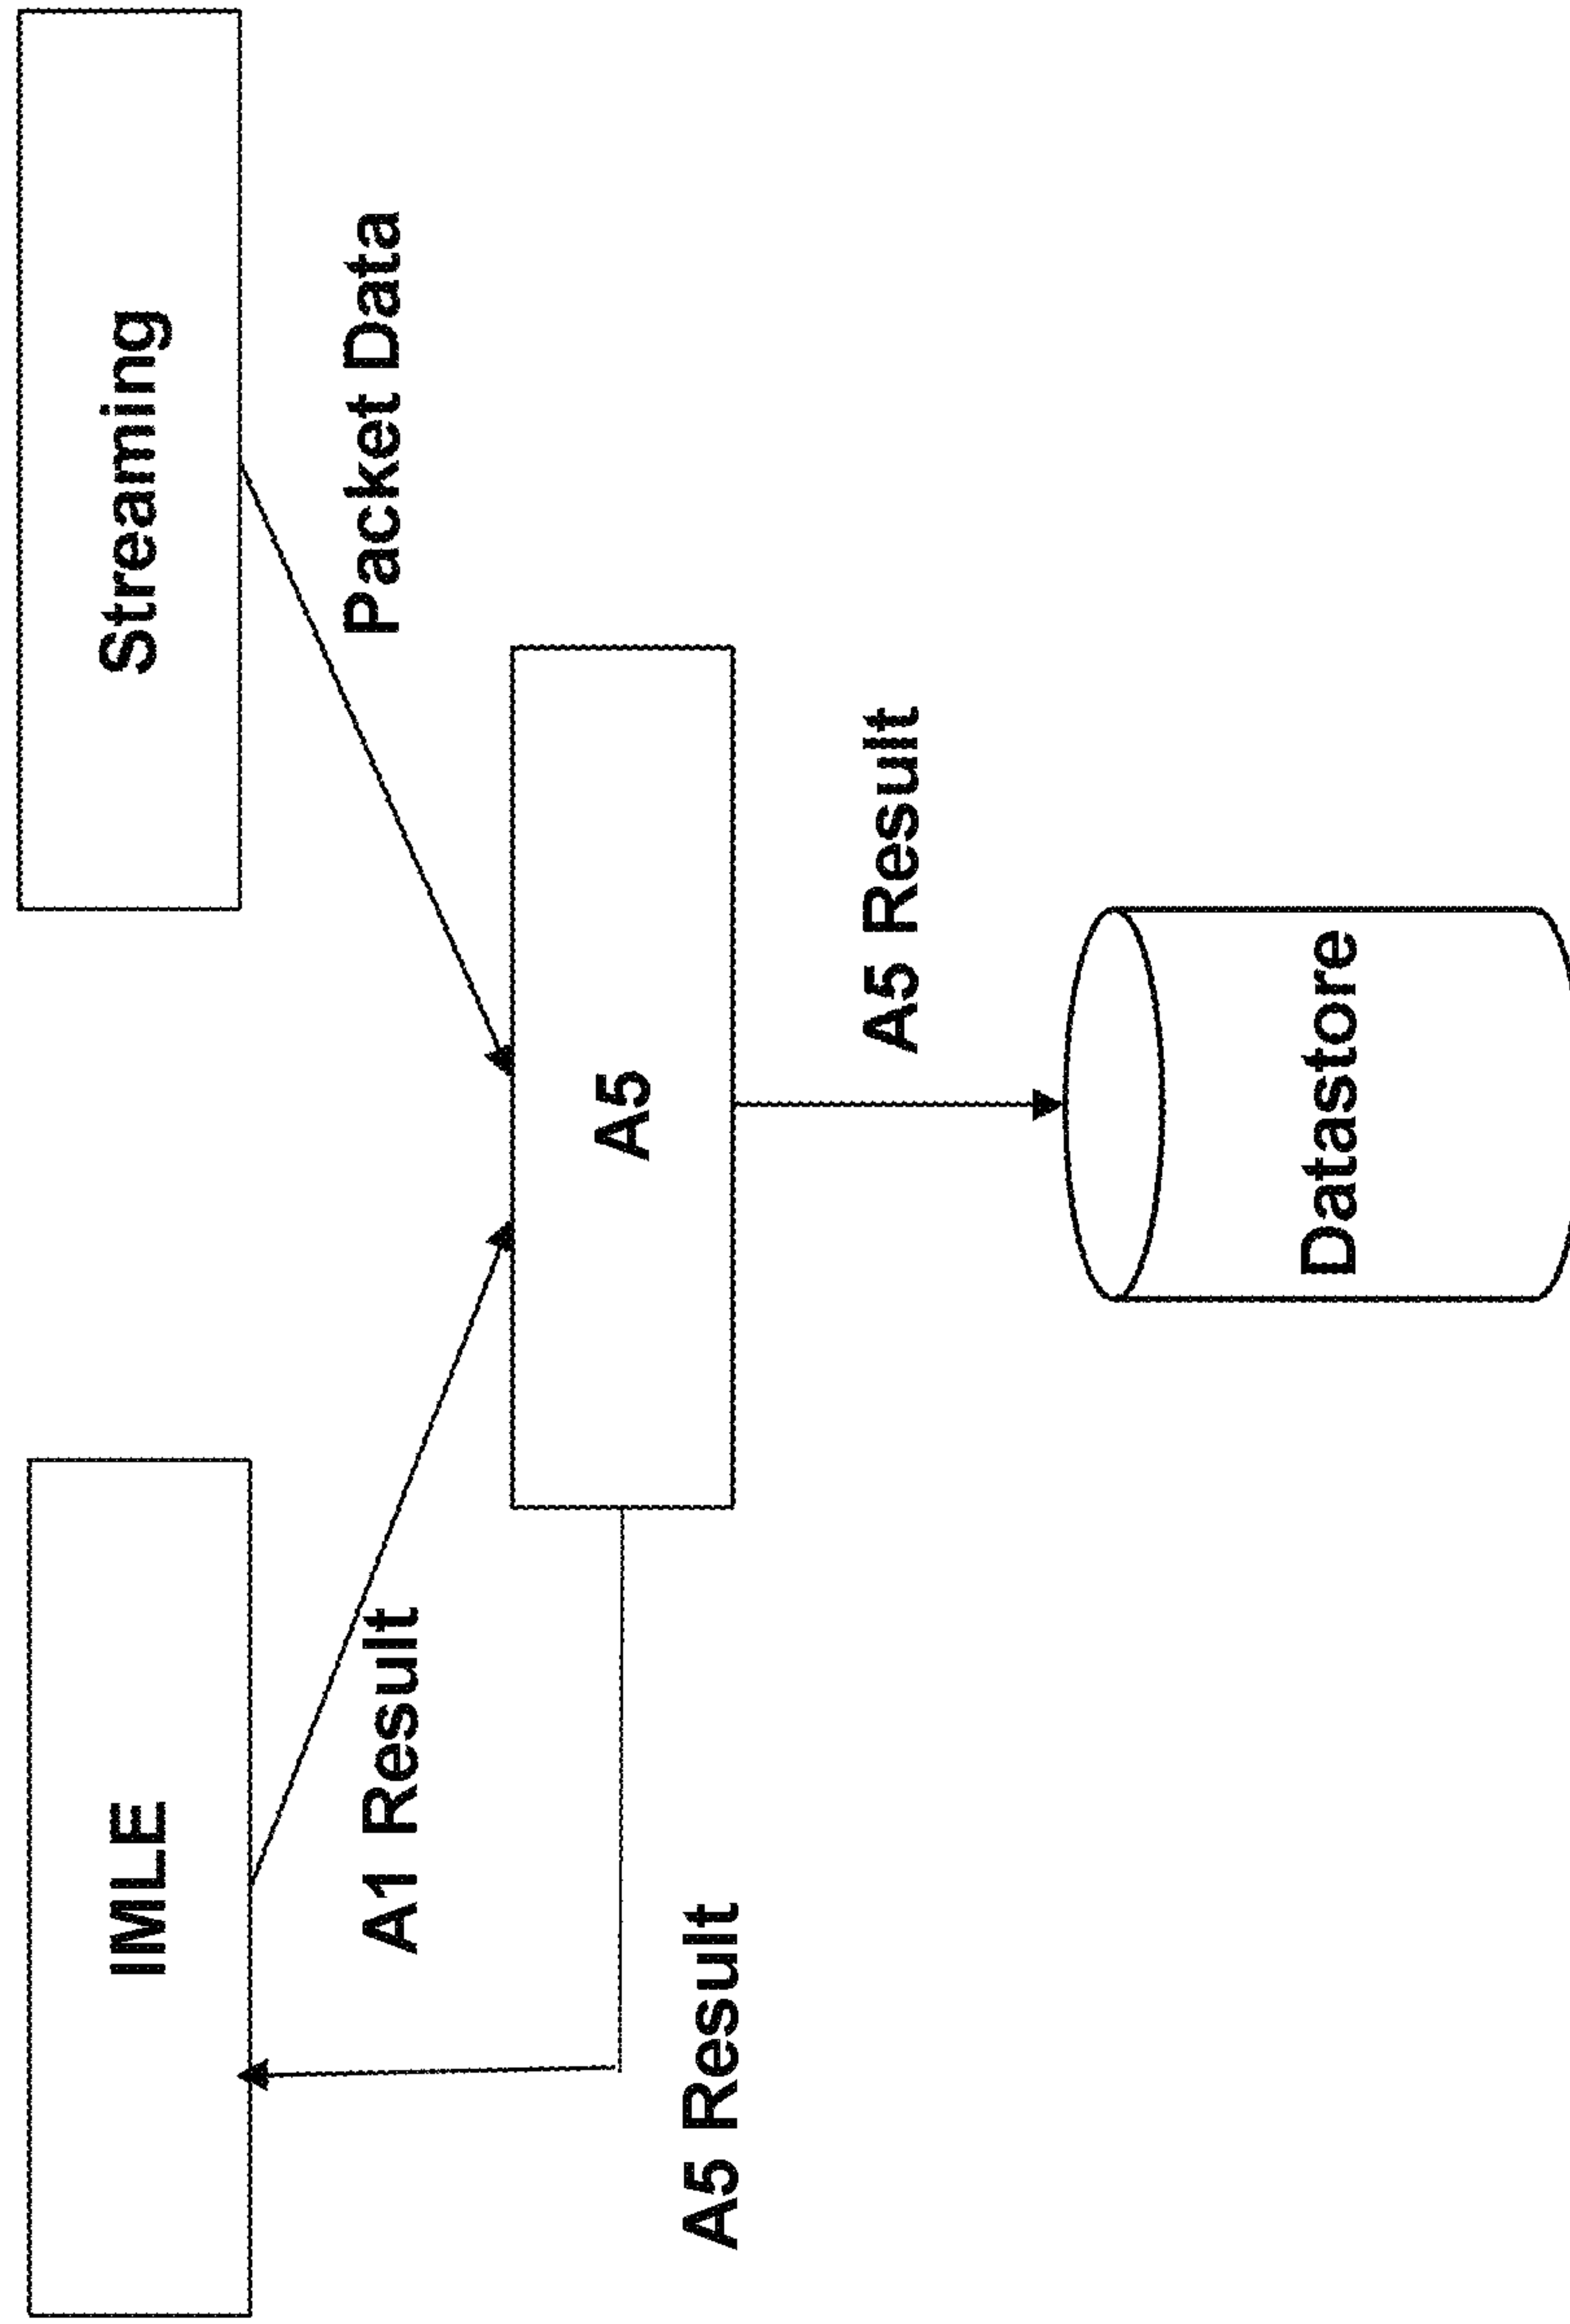 IMLE
Streaming
A1 Result
Packet Data
A5
A5 Result
A5 Result
Datastore